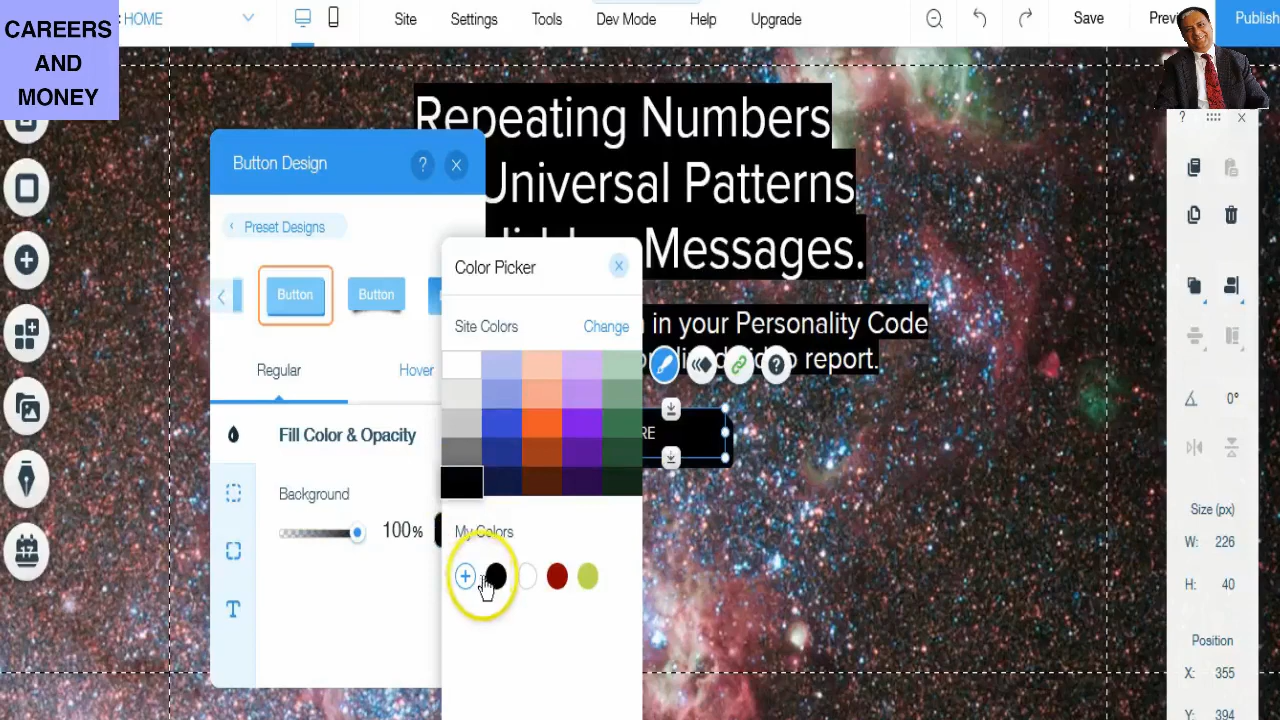 CAREERS
AND
MONEY
HOME
Site
Settings
Tools
Dev Mode
Help
Upgrade
Save
Publish
Repeating Numbers
Universal Patterns
Messages.
in your Personality Code
report.
RE
Button Design
?
Preset Designs
Button
Button
Regular
Hover
Fill Color & Opacity
Background
100%
Color Picker
Site Colors
Change
My Colors
?
?
17
T
0°
Size (px)
W: 226
H: 40
Position
X: 355
Y: 394